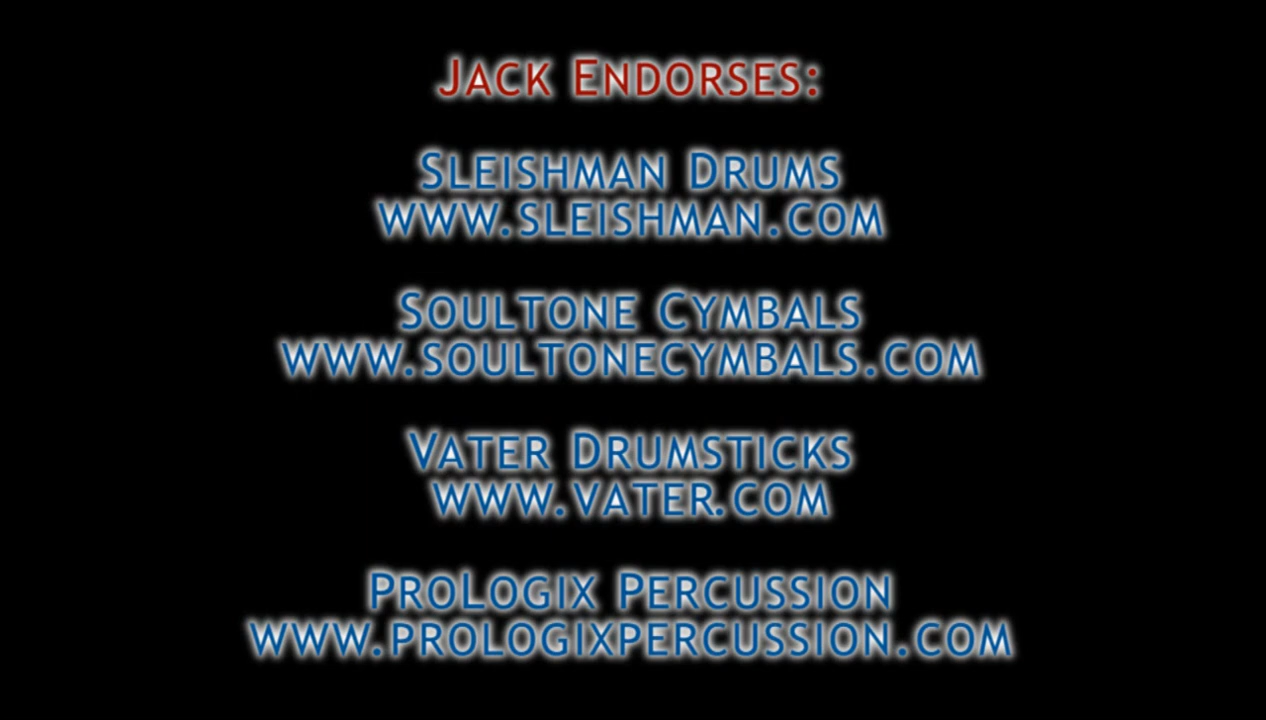 JACK ENDORSES:
SLEISHMAN DRUMS
WWW.SLEISHMAN.COM
SOULTONE CYMBALS
WWW.SOULTONECYMBALS.COM
VATER DRUMSTICKS
WWW.VATER.COM
PROLOGIX PERCUSSION
WWW.PROLOGIXPERCUSSION.COM